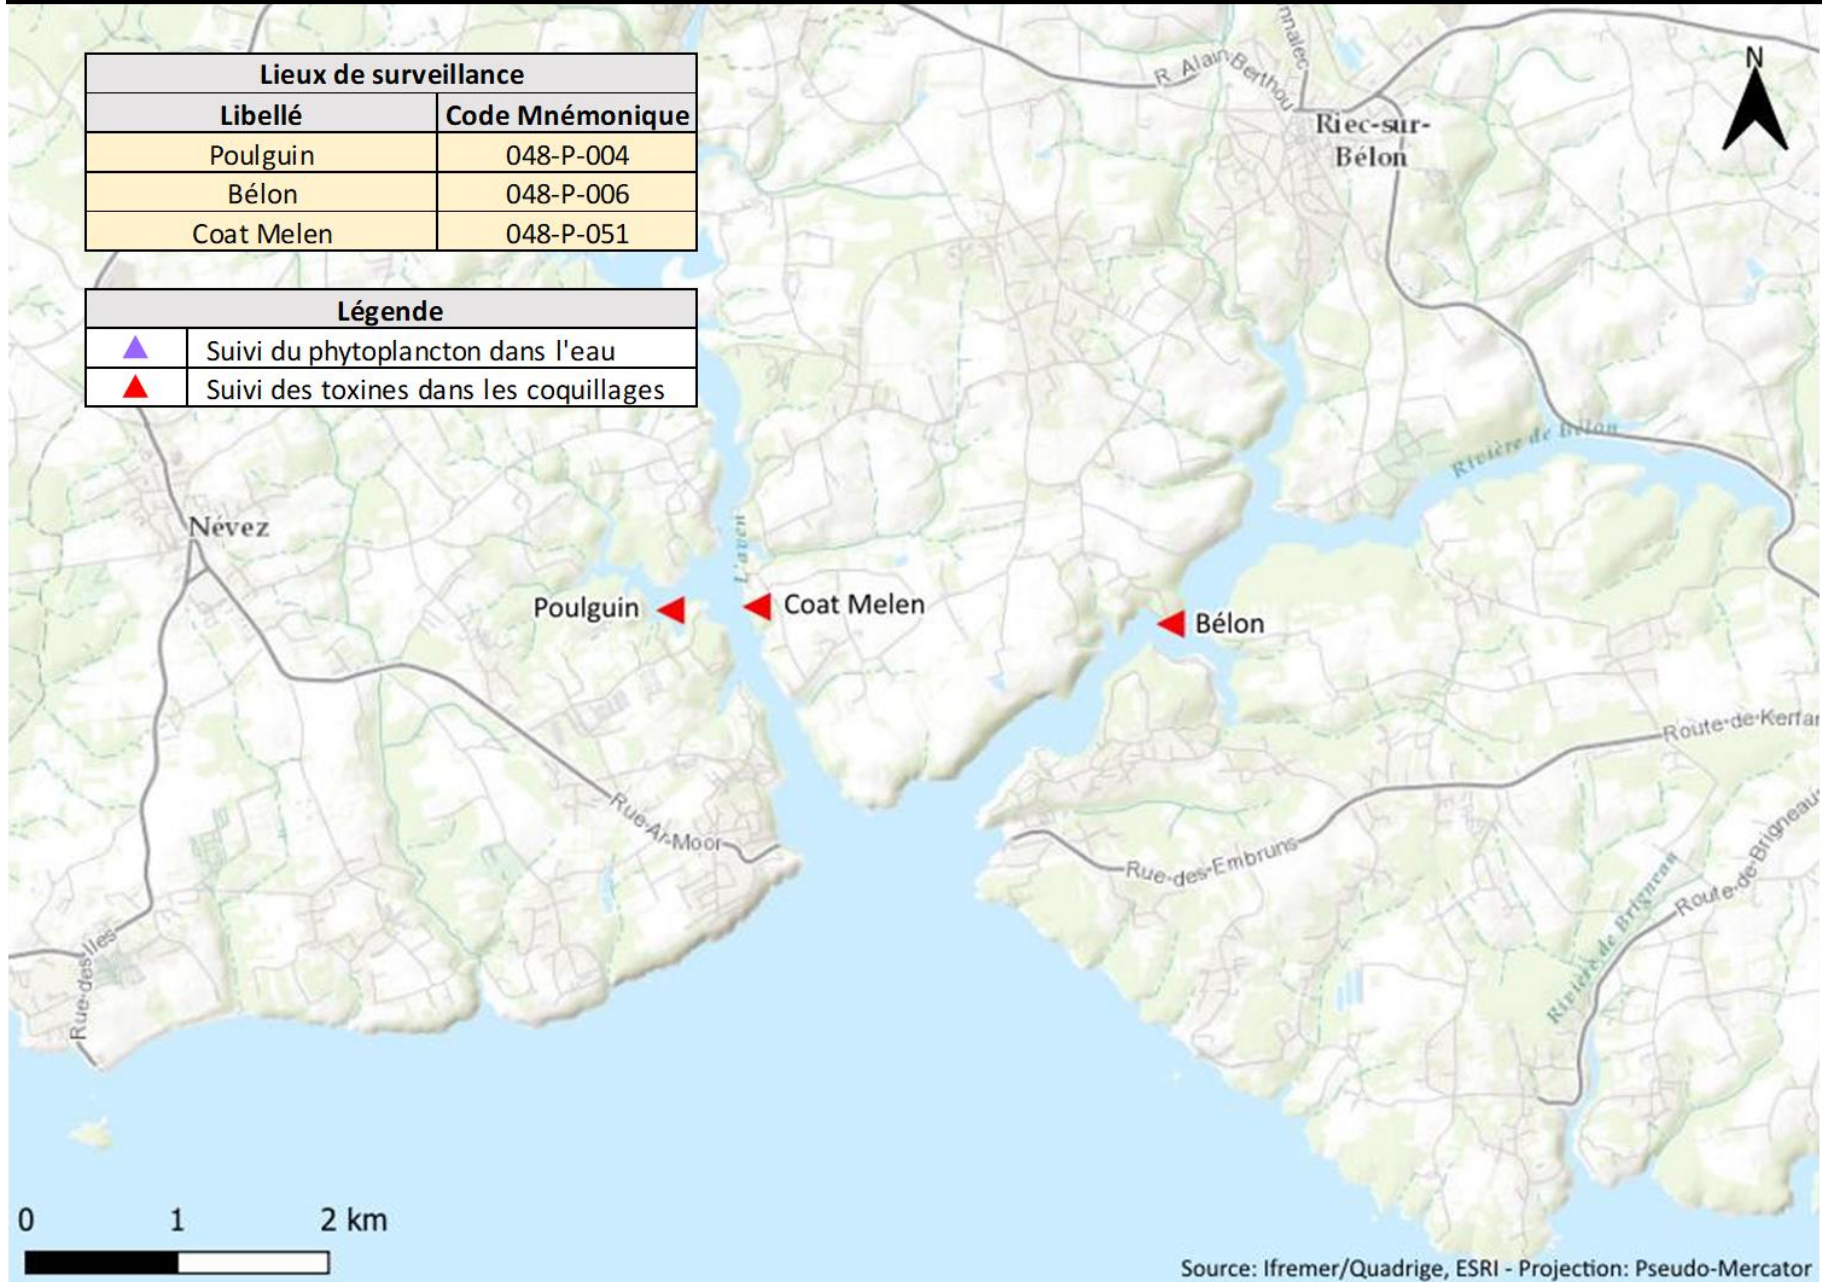 Lieux de surveillance
Libellé Code Mnémonique
Poulguin 048-P-004
Bélon 048-P-006
Coat Melen 048-P-051
Légende
Suivi du phytoplancton dans l'eau
Suivi des toxines dans les coquillages
N
R Alain-Berthou
nnalec
Riec-sur-
Bélon
Rivière de Bélon
Névez
L'aven
Poulguin
Coat Melen
Bélon
Route-de-Kerfar
Rue-Ar-Moor
Rue-des-Embruns
Route-de-Brigneau
Rivière de Brigneau
Rue-des-Iles
0 1 2 km
Source: Ifremer/Quadrige, ESRI - Projection: Pseudo-Mercator